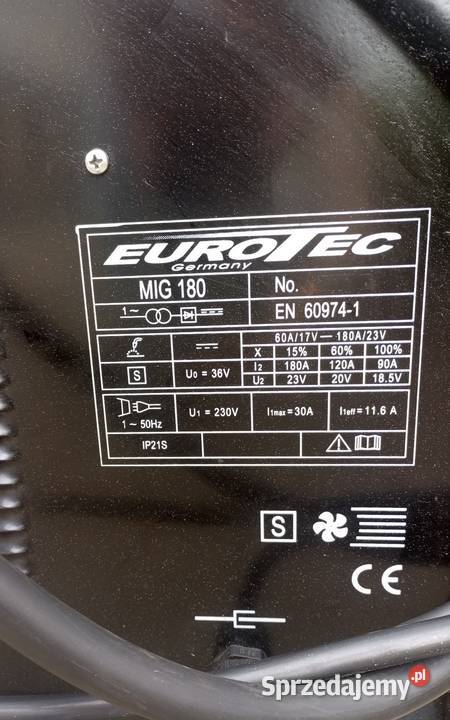 EUROTEC
Germany
MIG 180 No.
1~ EN 60974-1
60A/17V — 180A/23V
X 15% 60% 100%
S U0 = 36V I2 180A 120A 90A
U2 23V 20V 18.5V
1 ~ 50Hz U1 = 230V I1max = 30A I1eff = 11.6 A
IP21S
S
CE
Sprzedajemy.pl